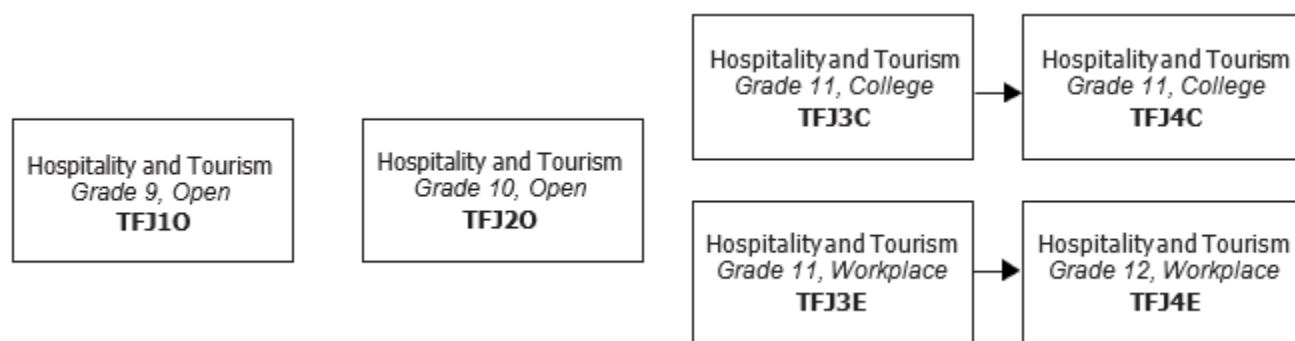 Hospitality and Tourism
Grade 9, Open
TFJ1O
Hospitality and Tourism
Grade 10, Open
TFJ2O
Hospitality and Tourism
Grade 11, College
TFJ3C
Hospitality and Tourism
Grade 11, College
TFJ4C
Hospitality and Tourism
Grade 11, Workplace
TFJ3E
Hospitality and Tourism
Grade 12, Workplace
TFJ4E